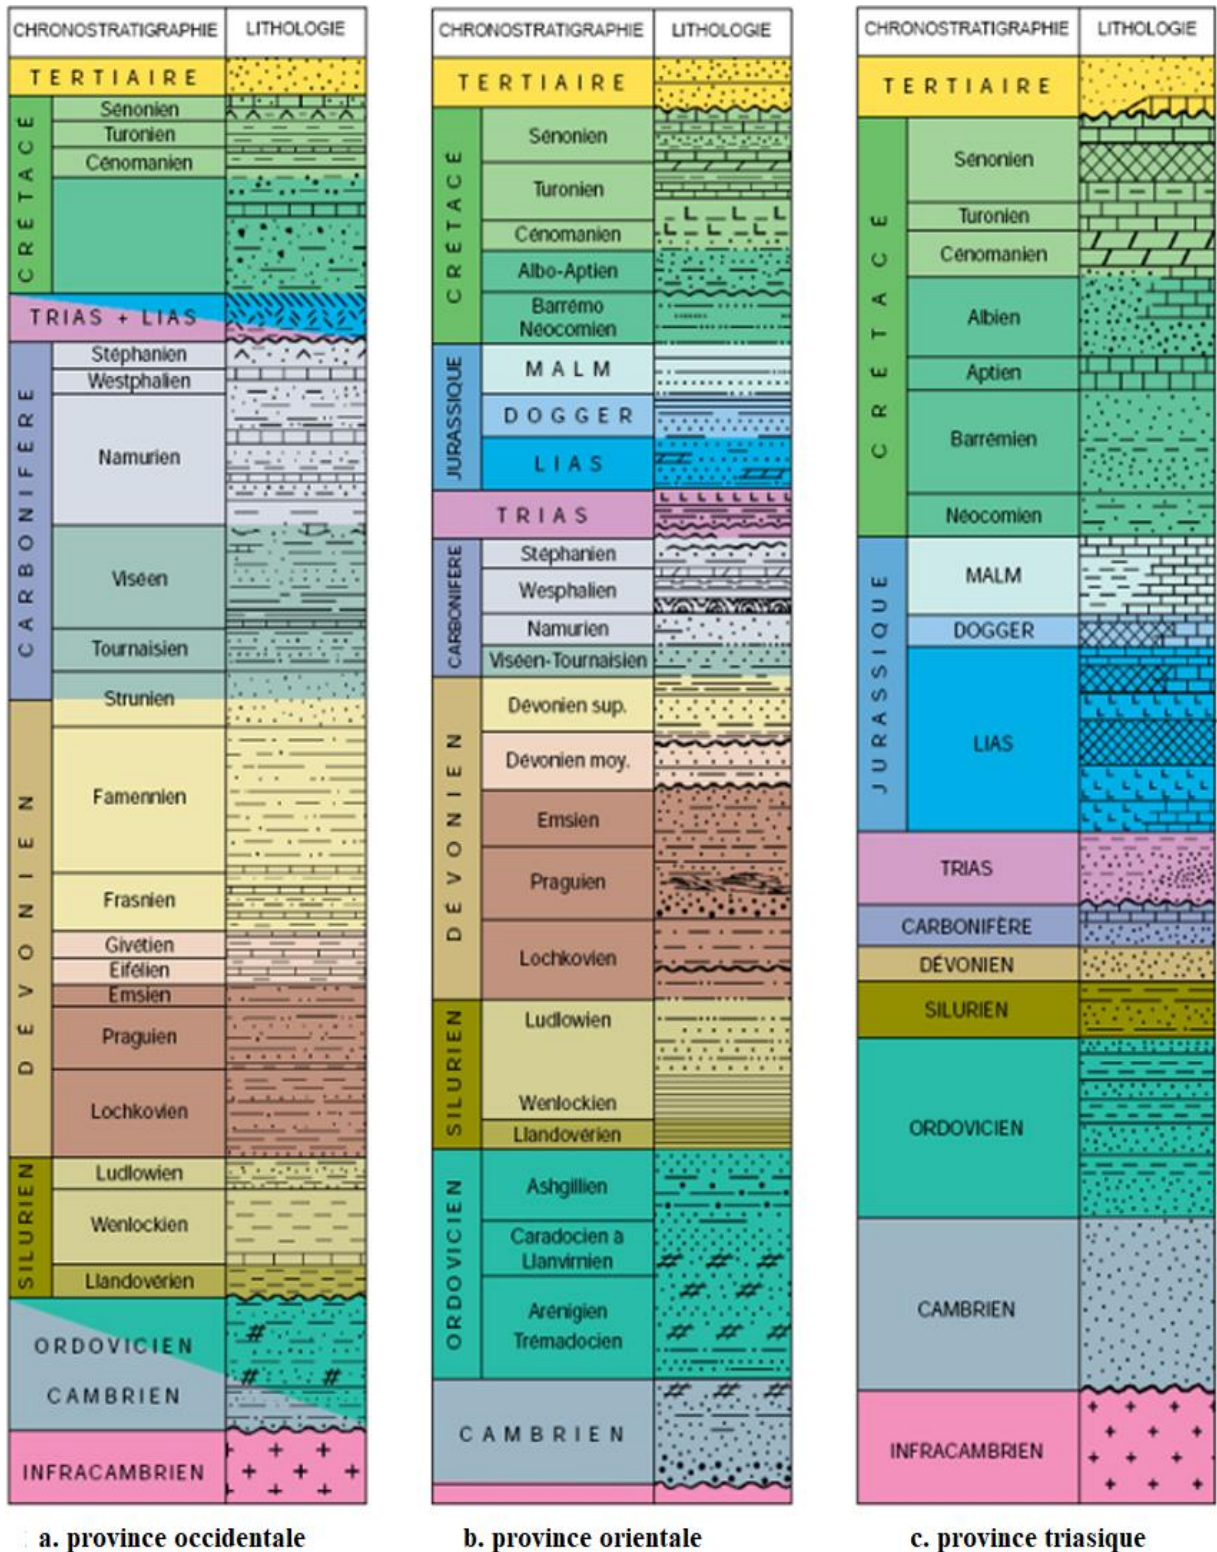 CHRONOSTRATIGRAPHIE LITHOLOGIE
TERTIAIRE
CRETACE
Sénonien
Turonien
Cénomanien
TRIAS + LIAS
CARBONIFERE
Stéphanien
Westphalien
Namurien
Viséen
Tournaisien
Strunien
DEVONIEN
Famennien
Frasnien
Givétien
Eifélien
Emsien
Praguien
Lochkovien
SILURIEN
Ludlowien
Wenlockien
Llandovérien
ORDOVICIEN
CAMBRIEN
INFRACAMBRIEN
a. province occidentale
CHRONOSTRATIGRAPHIE LITHOLOGIE
TERTIAIRE
CRÉTACE
Sénonien
Turonien
Cénomanien
Albo-Aptien
Barrémo
Néocomien
JURASSIQUE
MALM
DOGGER
LIAS
TRIAS
CARBONIFÈRE
Stéphanien
Wesphalien
Namurien
Viséen-Tournaisien
DÉVONIEN
Dévonien sup.
Dévonien moy.
Emsien
Praguien
Lochkovien
SILURIEN
Ludlowien
Wenlockien
Llandovérien
ORDOVICIEN
Ashgillien
Caradocien à
Llanvirnien
Arénigien
Trémadocien
CAMBRIEN
b. province orientale
CHRONOSTRATIGRAPHIE LITHOLOGIE
TERTIAIRE
CRETACE
Sénonien
Turonien
Cénomanien
Albien
Aptien
Barrémien
Néocomien
JURASSIQUE
MALM
DOGGER
LIAS
TRIAS
CARBONIFÈRE
DÉVONIEN
SILURIEN
ORDOVICIEN
CAMBRIEN
INFRACAMBRIEN
c. province triasique